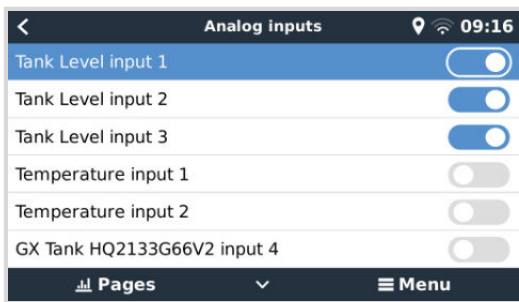 Analog inputs 09:16
Tank Level input 1
Tank Level input 2
Tank Level input 3
Temperature input 1
Temperature input 2
GX Tank HQ2133G66V2 input 4
Pages Menu